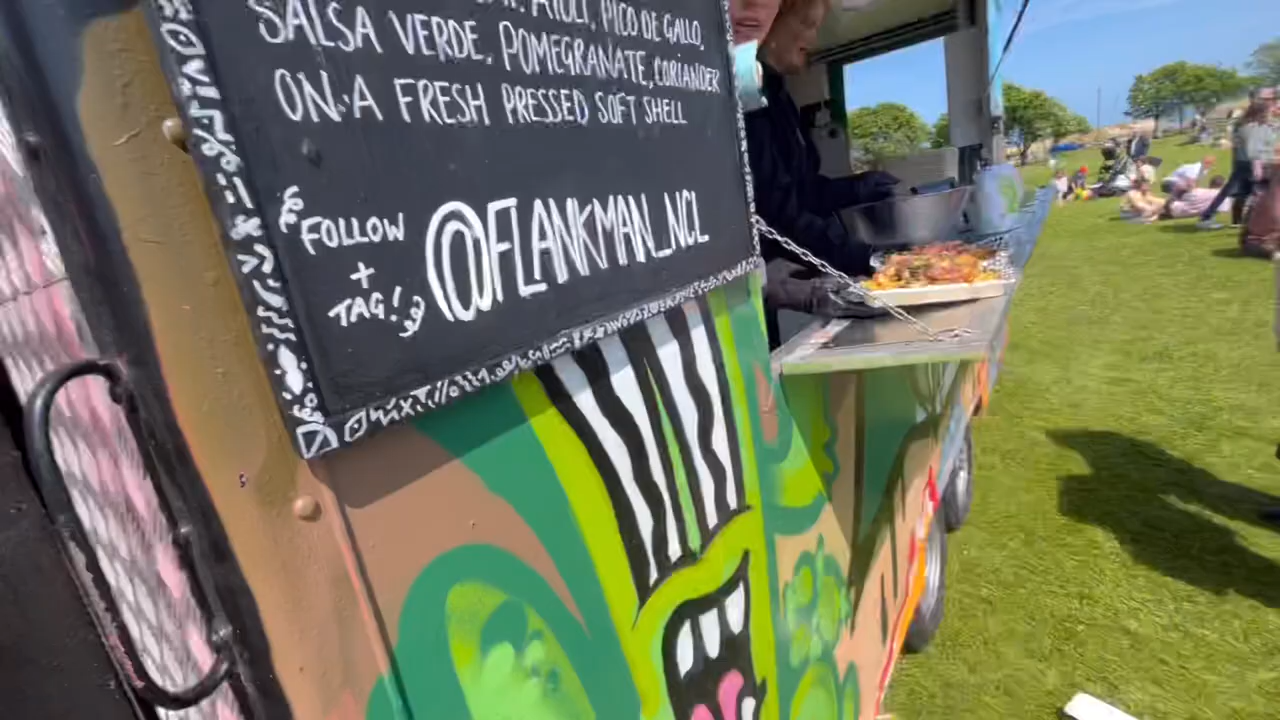 AIOLI, PICO DE GALLO,
SALSA VERDE, POMEGRANATE, CORIANDER
ON A FRESH PRESSED SOFT SHELL
FOLLOW
+
TAG!
@FLANKMAN_NCL